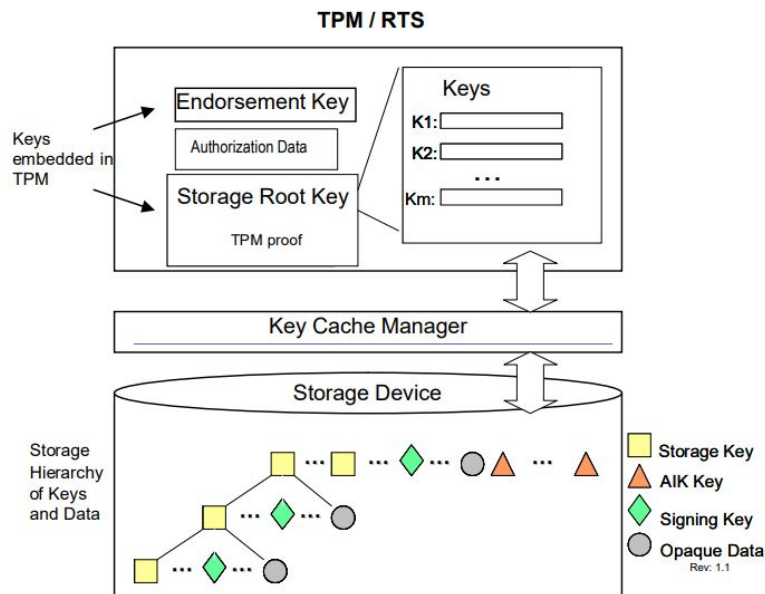 TPM / RTS
Keys
embedded in
TPM
Endorsement Key
Authorization Data
Storage Root Key
TPM proof
Keys
K1:
K2:
...
Km:
Key Cache Manager
Storage Device
Storage
Hierarchy
of Keys
and Data
... ... ... ...
... ...
... ...
Storage Key
AIK Key
Signing Key
Opaque Data
Rev: 1.1